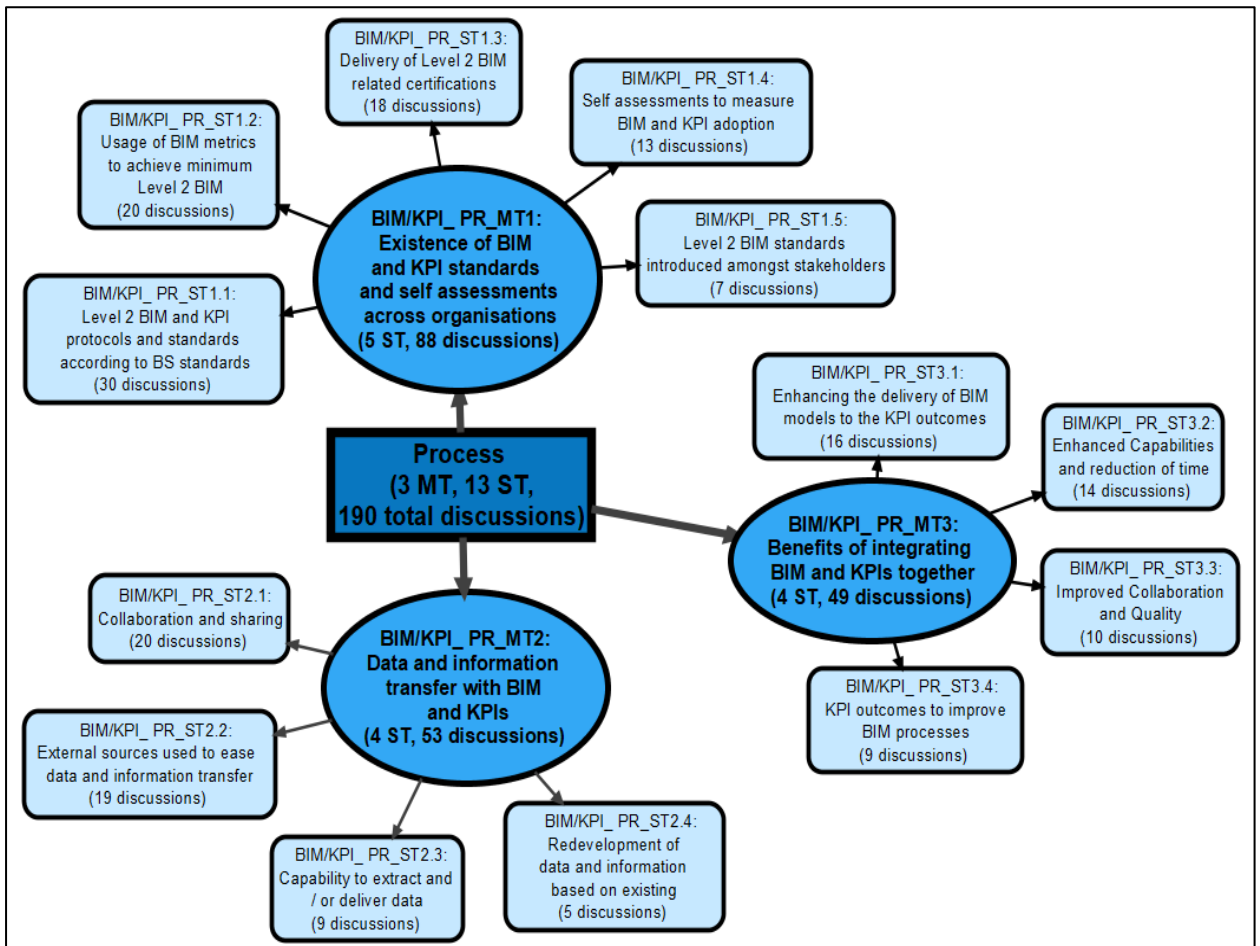 BIM/KPI_ PR_ST1.3:
Delivery of Level 2 BIM
related certifications
(18 discussions)
BIM/KPI_ PR_ST1.4:
Self assessments to measure
BIM and KPI adoption
(13 discussions)
BIM/KPI_ PR_ST1.2:
Usage of BIM metrics
to achieve minimum
Level 2 BIM
(20 discussions)
BIM/KPI_ PR_MT1:
Existence of BIM
and KPI standards
and self assessments
across organisations
(5 ST, 88 discussions)
BIM/KPI_ PR_ST1.5:
Level 2 BIM standards
introduced amongst stakeholders
(7 discussions)
BIM/KPI_ PR_ST1.1:
Level 2 BIM and KPI
protocols and standards
according to BS standards
(30 discussions)
Process
(3 MT, 13 ST,
190 total discussions)
BIM/KPI_ PR_ST3.1:
Enhancing the delivery of BIM
models to the KPI outcomes
(16 discussions)
BIM/KPI_ PR_ST3.2:
Enhanced Capabilities
and reduction of time
(14 discussions)
BIM/KPI_ PR_MT3:
Benefits of integrating
BIM and KPIs together
(4 ST, 49 discussions)
BIM/KPI_ PR_ST3.3:
Improved Collaboration
and Quality
(10 discussions)
BIM/KPI_ PR_ST3.4:
KPI outcomes to improve
BIM processes
(9 discussions)
BIM/KPI_ PR_ST2.1:
Collaboration and sharing
(20 discussions)
BIM/KPI_ PR_MT2:
Data and information
transfer with BIM
and KPIs
(4 ST, 53 discussions)
BIM/KPI_ PR_ST2.2:
External sources used to ease
data and information transfer
(19 discussions)
BIM/KPI_ PR_ST2.3:
Capability to extract and
/ or deliver data
(9 discussions)
BIM/KPI_ PR_ST2.4:
Redevelopment of
data and information
based on existing
(5 discussions)